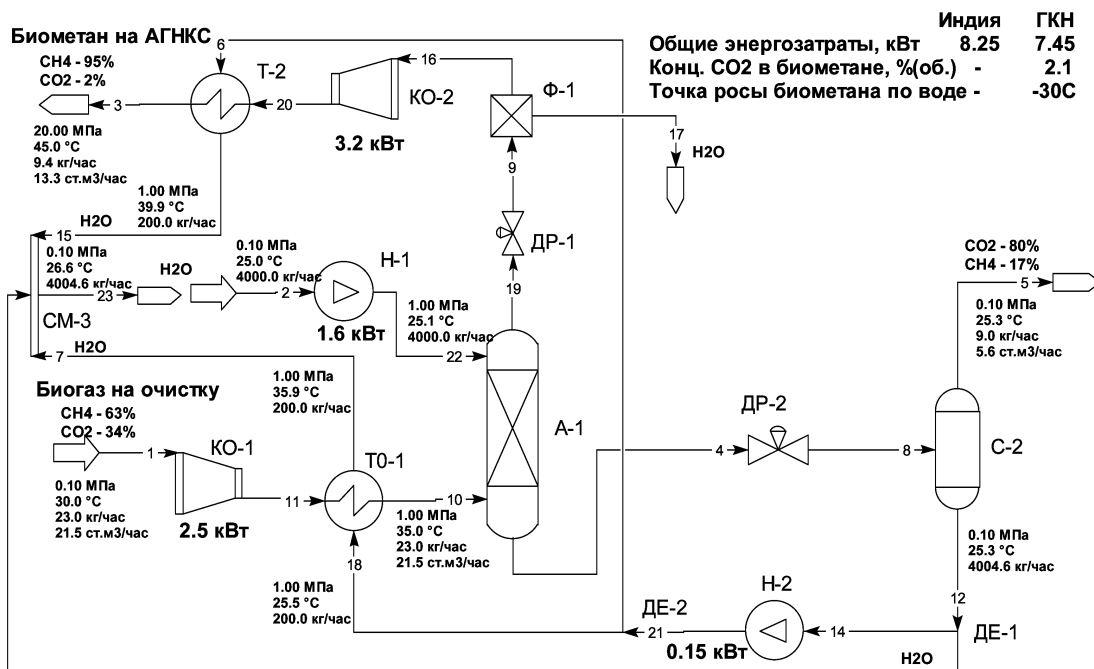 Индия ГКН
Общие энергозатраты, кВт 8.25 7.45
Конц. СО2 в биометане, %(об.) - 2.1
Точка росы биометана по воде - -30С
Биометан на АГНКС
CH4 - 95%
CO2 - 2%
6
Т-2
16
КО-2
3
20
3.2 кВт
Ф-1
20.00 МПа
45.0 °C
9.4 кг/час
13.3 ст.м3/час
17
H2O
9
1.00 МПа
39.9 °C
200.0 кг/час
H2O
15
ДР-1
0.10 МПа
26.6 °C
4004.6 кг/час
23
H2O
0.10 МПа
25.0 °C
4000.0 кг/час
2
Н-1
1.6 кВт
19
CO2 - 80%
CH4 - 17%
5
0.10 МПа
25.3 °C
9.0 кг/час
5.6 ст.м3/час
СМ-3
1.00 МПа
25.1 °C
4000.0 кг/час
22
7
H2O
1.00 МПа
35.9 °C
200.0 кг/час
Биогаз на очистку
CH4 - 63%
CO2 - 34%
1
КО-1
0.10 МПа
30.0 °C
23.0 кг/час
21.5 ст.м3/час
2.5 кВт
11
Т0-1
10
А-1
ДР-2
4
8
С-2
1.00 МПа
35.0 °C
23.0 кг/час
21.5 ст.м3/час
18
1.00 МПа
25.5 °C
200.0 кг/час
0.10 МПа
25.3 °C
4004.6 кг/час
12
ДЕ-2
21
0.15 кВт
Н-2
14
ДЕ-1
H2O